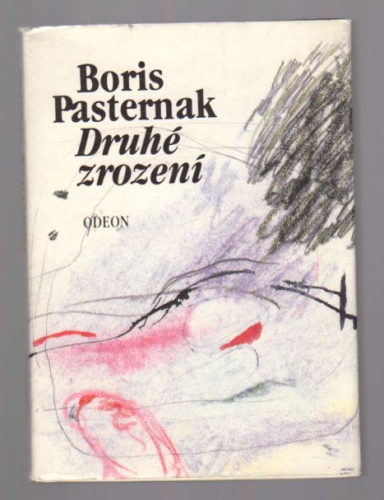 Boris
Pasternak
Druhé
zrození
ODEON